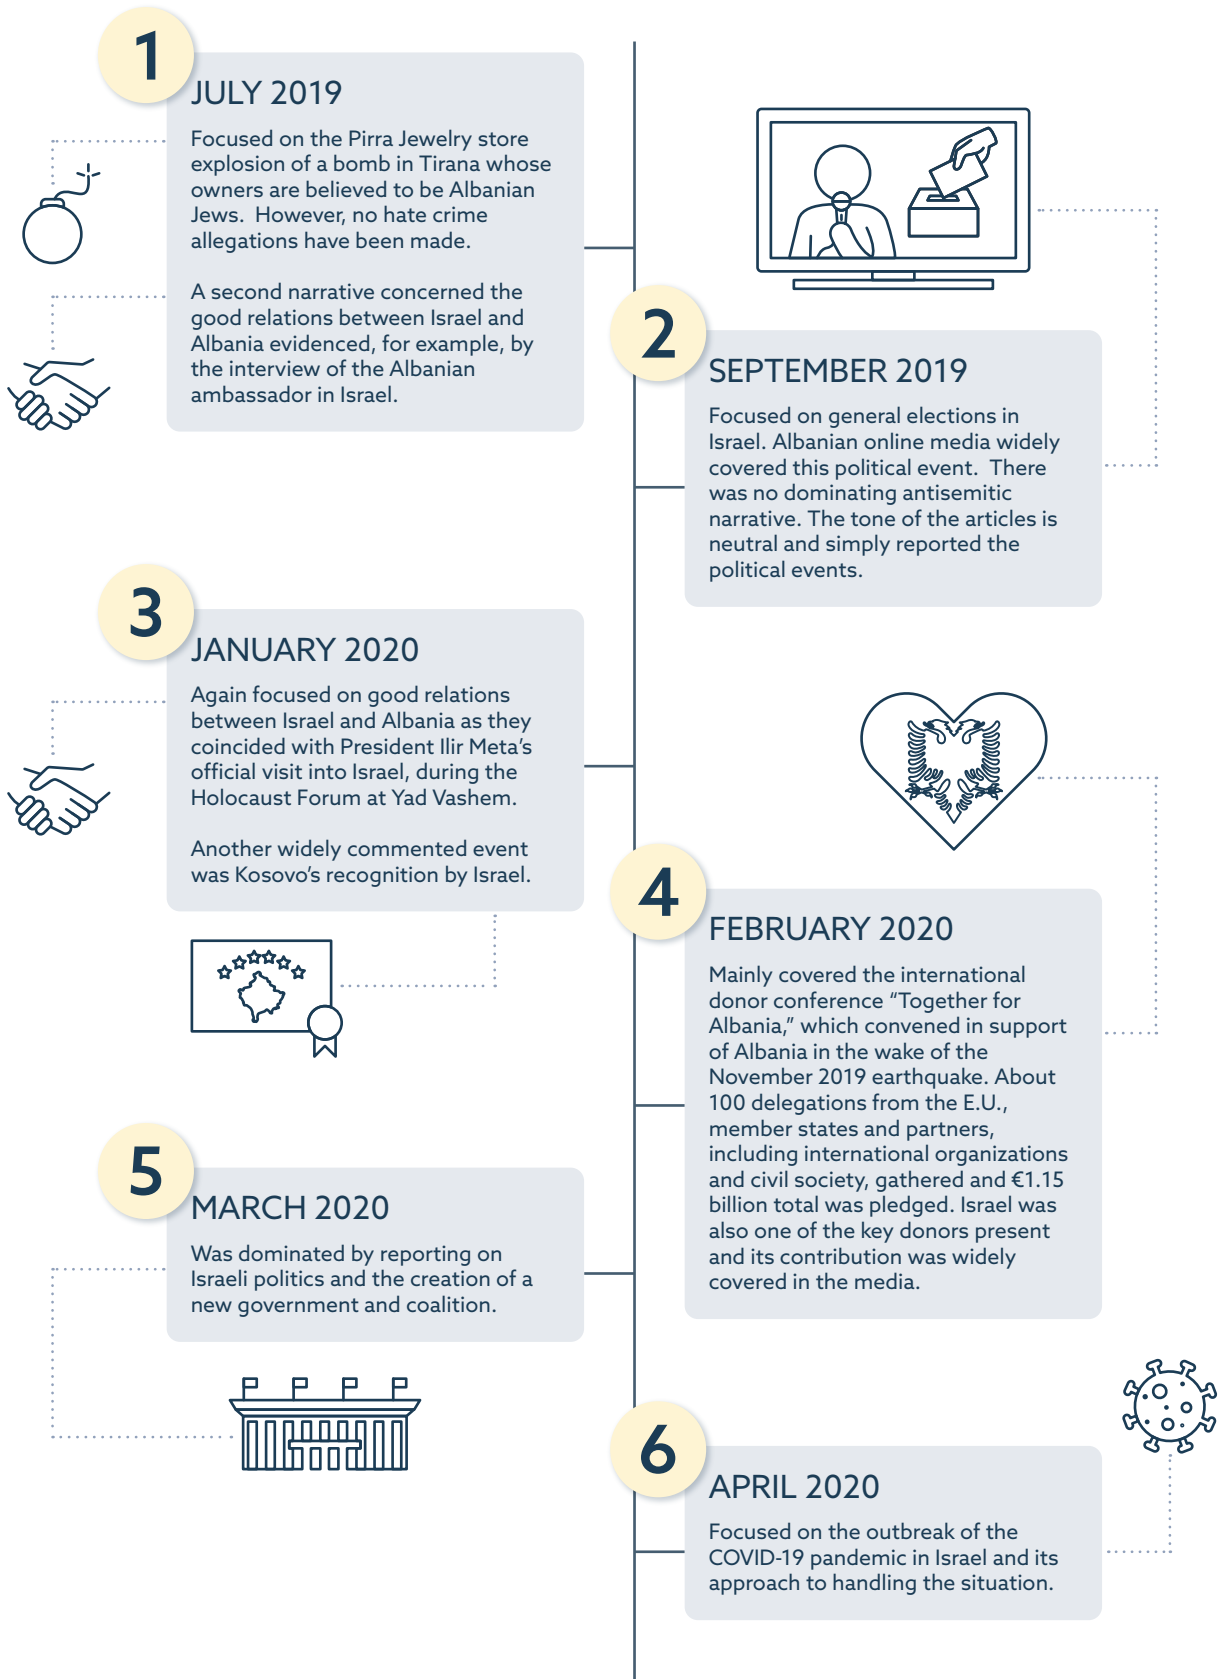 1
JULY 2019
Focused on the Pirra Jewelry store
explosion of a bomb in Tirana whose
owners are believed to be Albanian
Jews.  However, no hate crime
allegations have been made.
A second narrative concerned the
good relations between Israel and
Albania evidenced, for example, by
the interview of the Albanian
ambassador in Israel.
2
SEPTEMBER 2019
Focused on general elections in
Israel. Albanian online media widely
covered this political event.  There
was no dominating antisemitic
narrative. The tone of the articles is
neutral and simply reported the
political events.
3
JANUARY 2020
Again focused on good relations
between Israel and Albania as they
coincided with President Ilir Meta’s
official visit into Israel, during the
Holocaust Forum at Yad Vashem.
Another widely commented event
was Kosovo’s recognition by Israel.
4
FEBRUARY 2020
Mainly covered the international
donor conference “Together for
Albania,” which convened in support
of Albania in the wake of the
November 2019 earthquake. About
100 delegations from the E.U.,
member states and partners,
including international organizations
and civil society, gathered and €1.15
billion total was pledged. Israel was
also one of the key donors present
and its contribution was widely
covered in the media.
5
MARCH 2020
Was dominated by reporting on
Israeli politics and the creation of a
new government and coalition.
6
APRIL 2020
Focused on the outbreak of the
COVID-19 pandemic in Israel and its
approach to handling the situation.